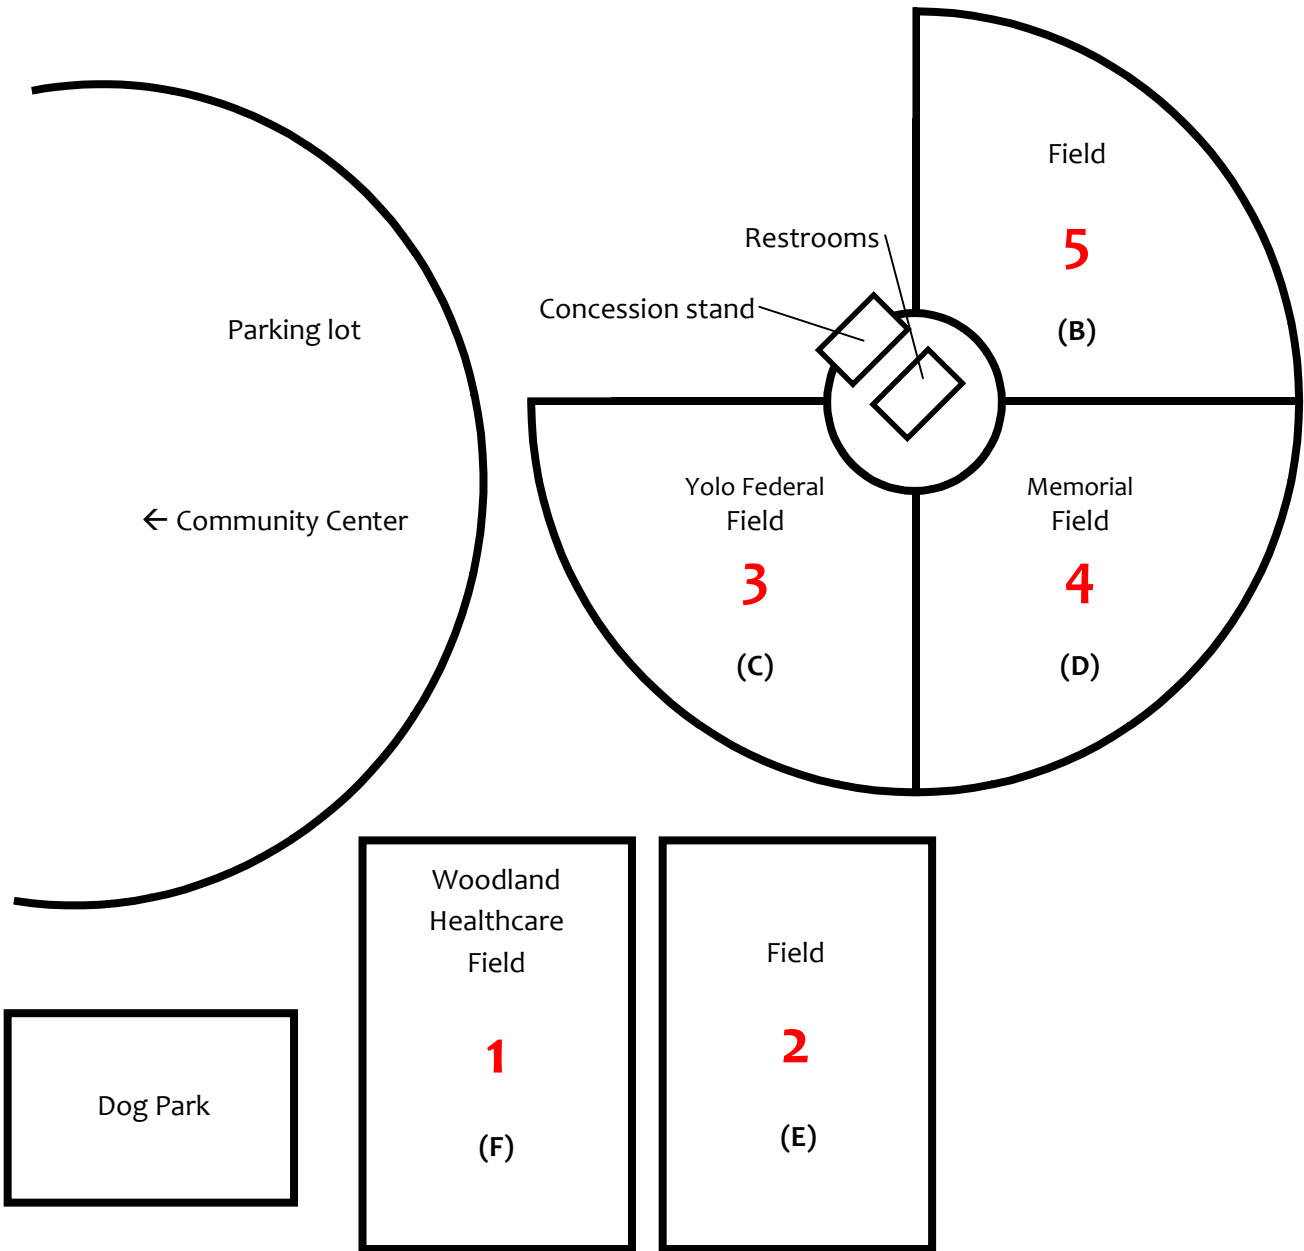 Field
5
(B)
Restrooms
Concession stand
Parking lot
← Community Center
Yolo Federal
Field
3
(C)
Memorial
Field
4
(D)
Woodland
Healthcare
Field
1
(F)
Field
2
(E)
Dog Park